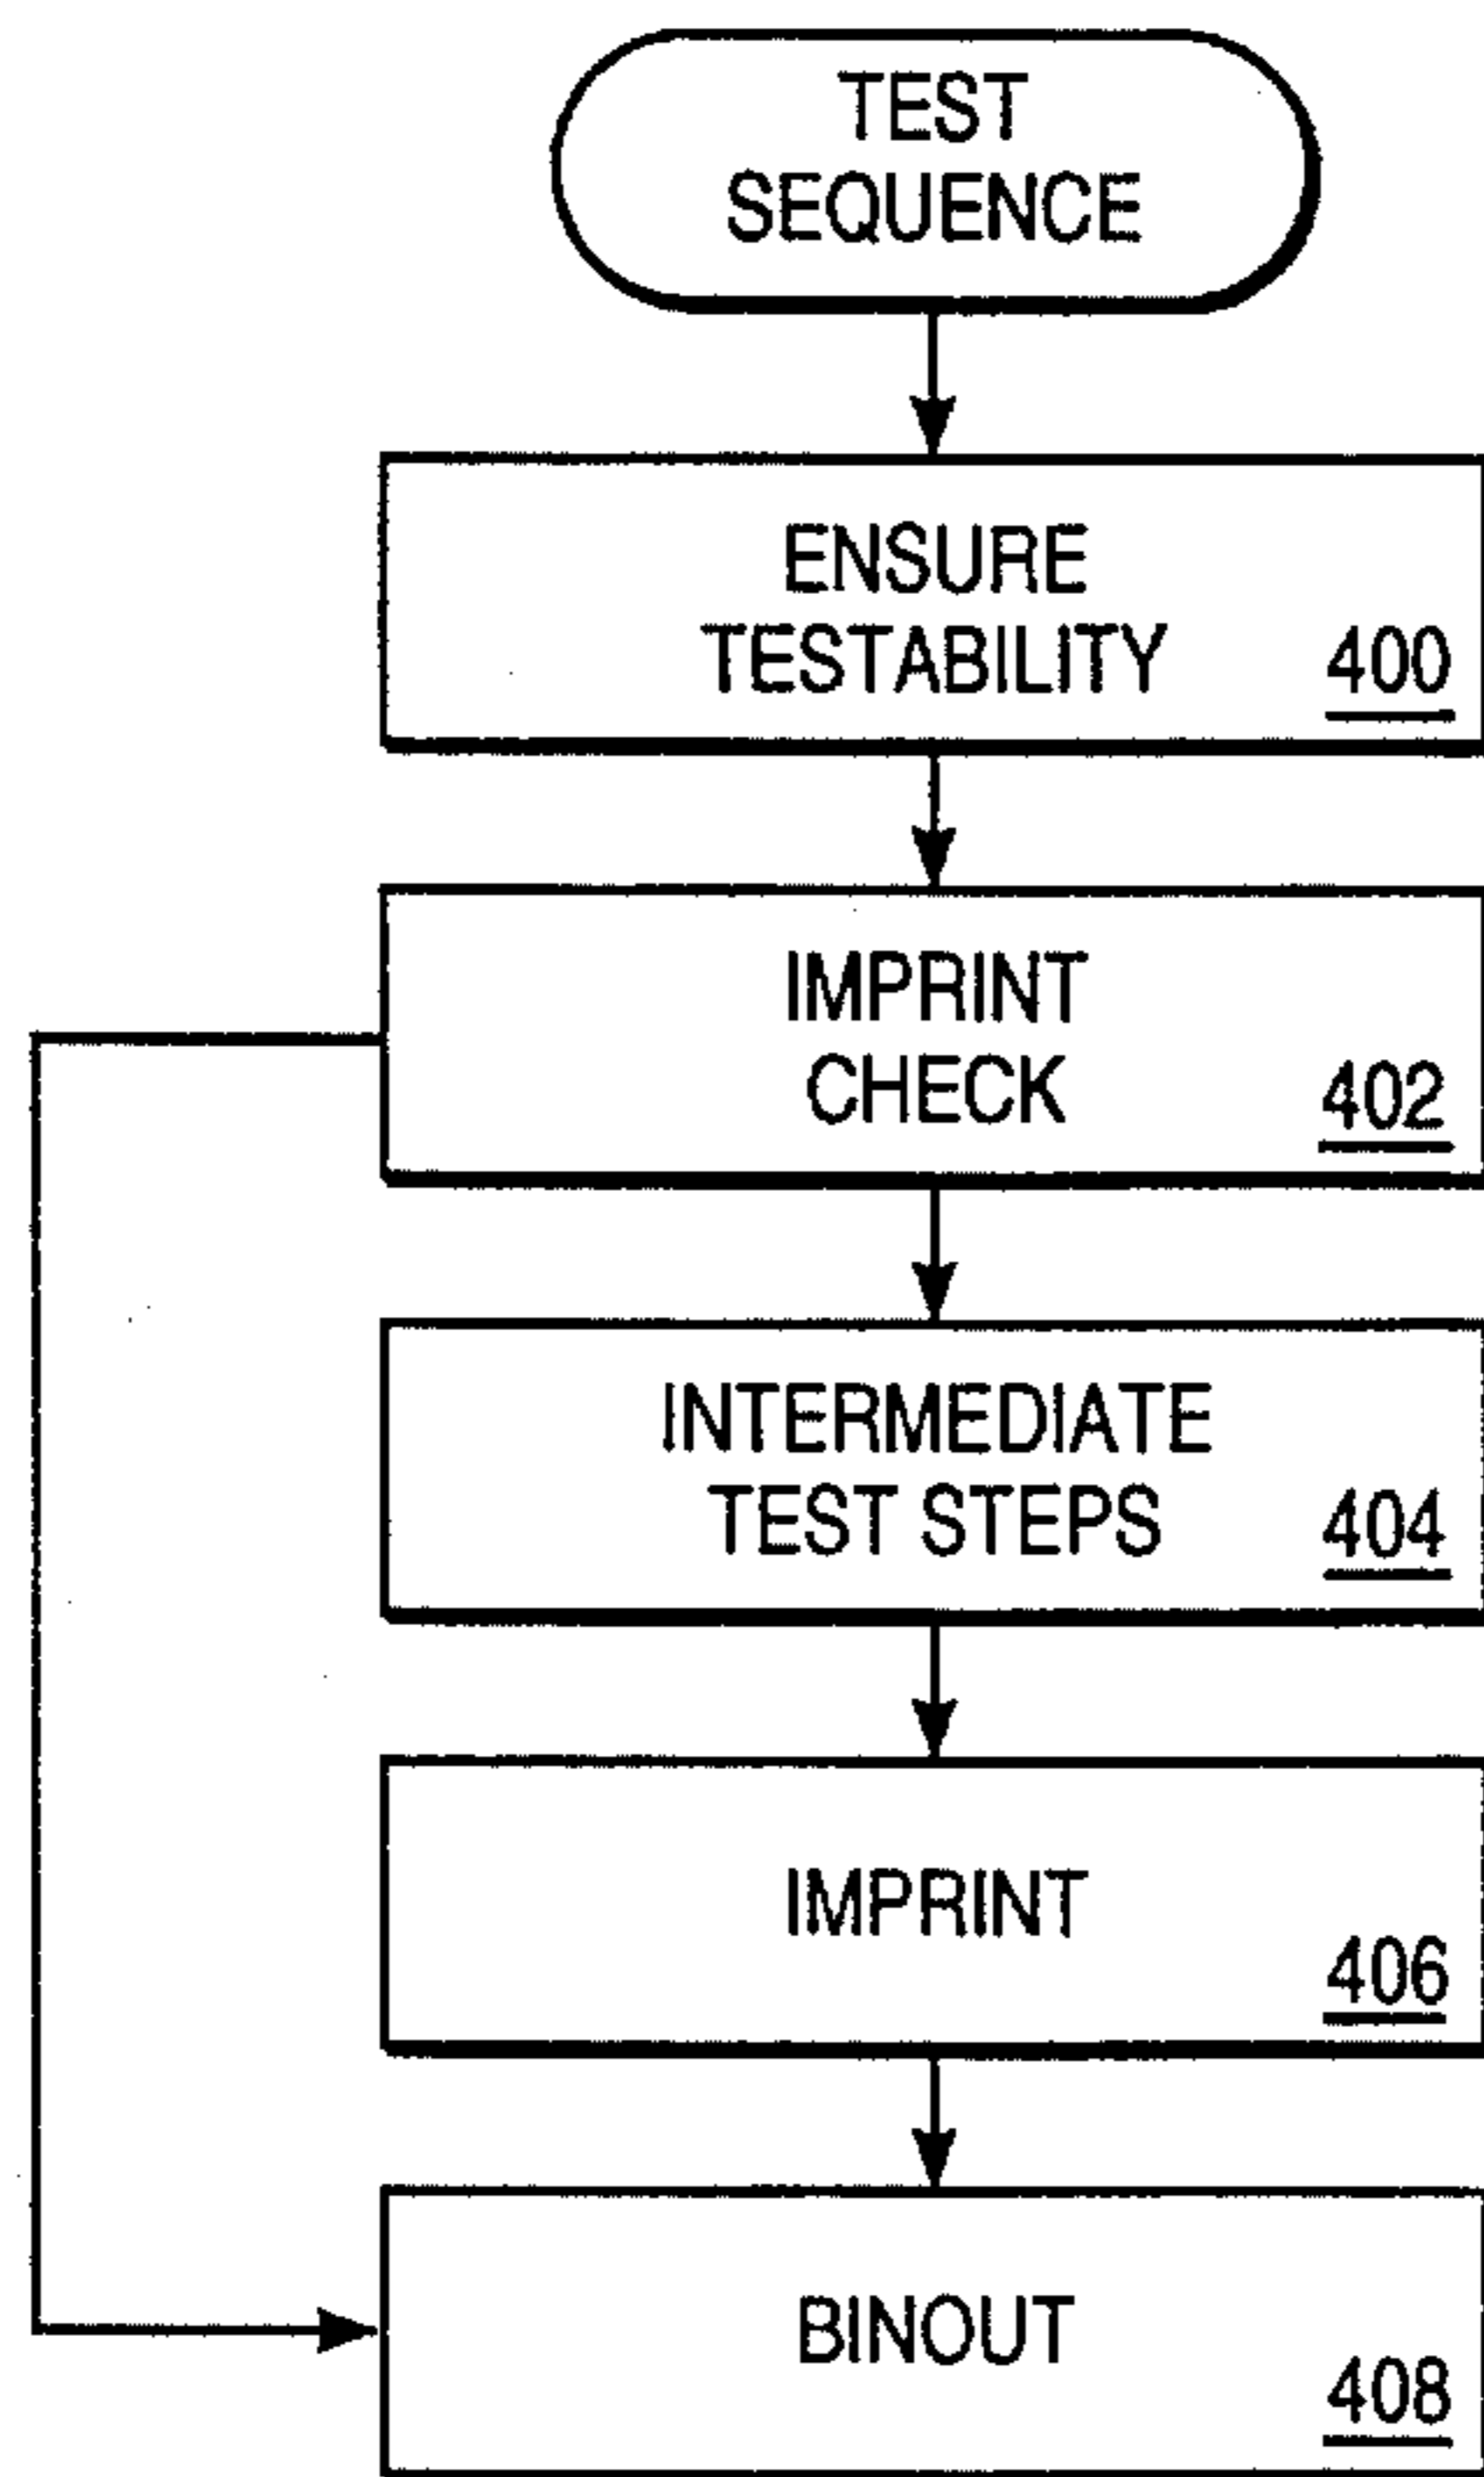 TEST
SEQUENCE
ENSURE
TESTABILITY
400
IMPRINT
CHECK
402
INTERMEDIATE
TEST STEPS
404
IMPRINT
406
BINOUT
408